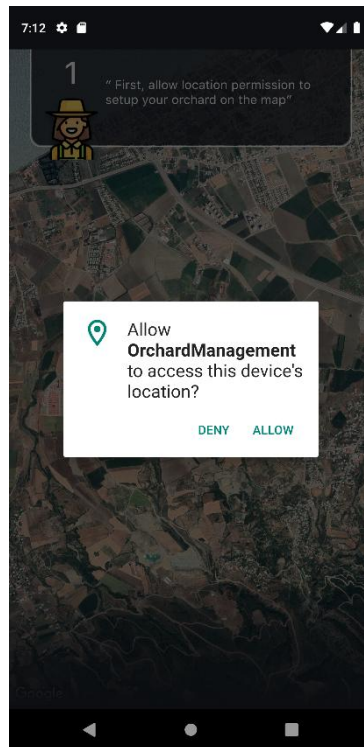 7:12
1
“ First, allow location permission to
setup your orchard on the map”
Allow
OrchardManagement
to access this device's
location?
DENY ALLOW
Google